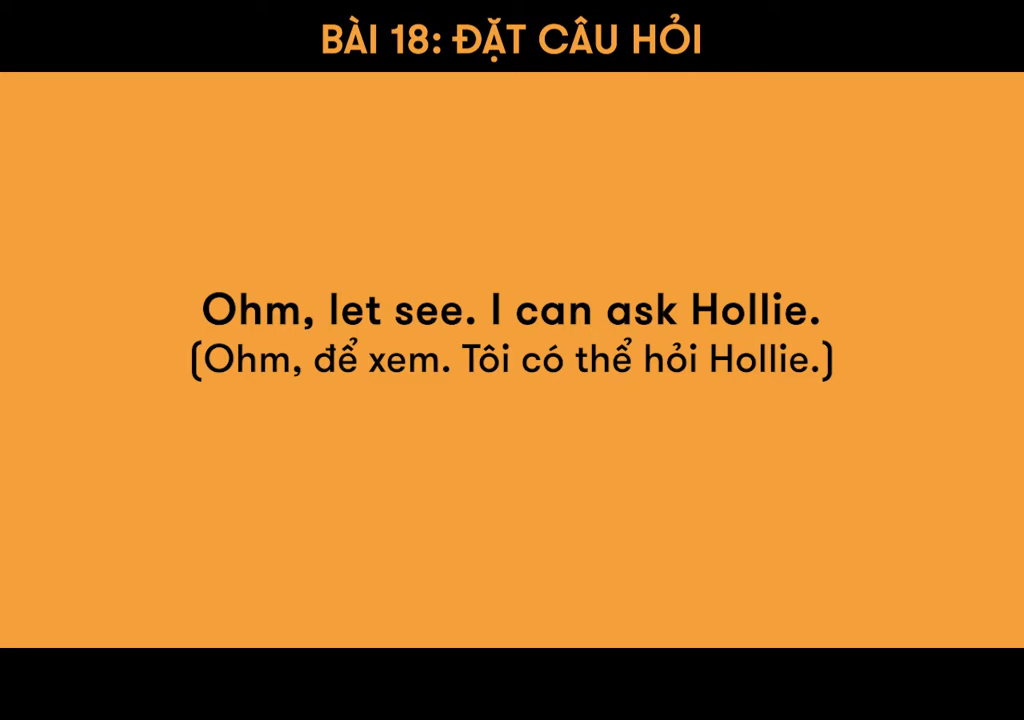 BÀI 18: ĐẶT CÂU HỎI
Ohm, let see. I can ask Hollie.
(Ohm, để xem. Tôi có thể hỏi Hollie.)